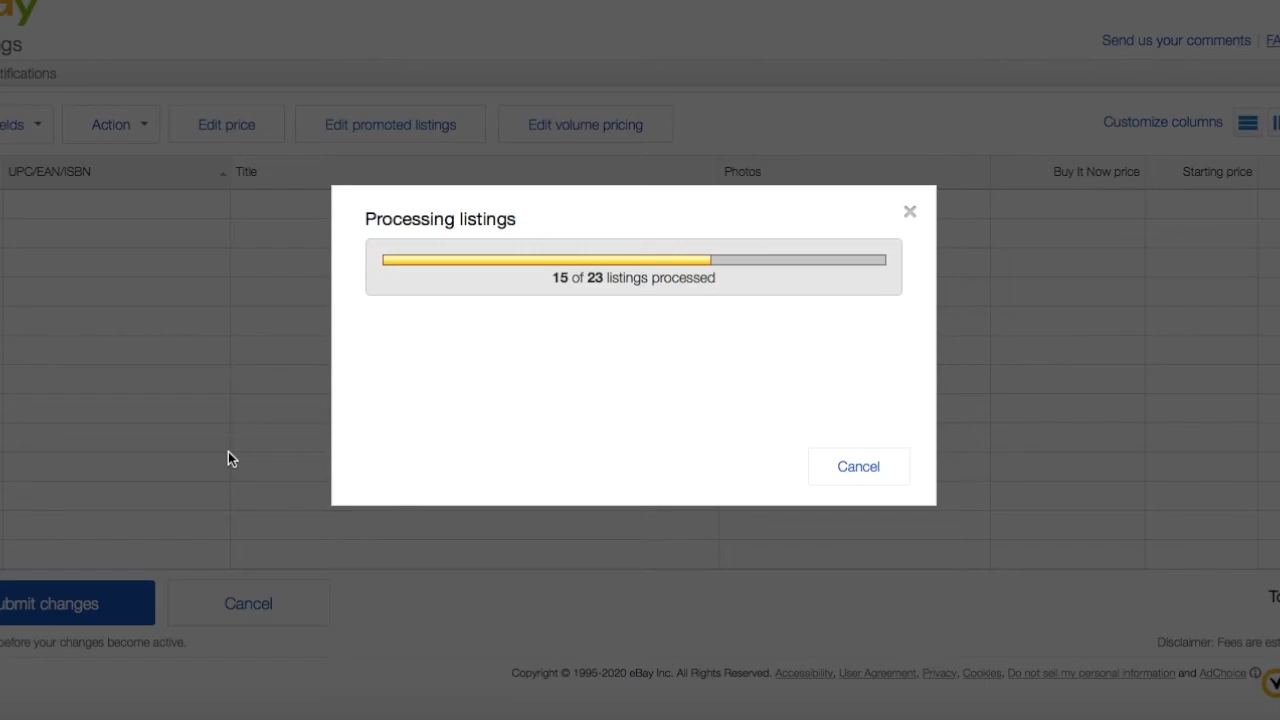 ay
gs
tifications
elds
Action
Edit price
Edit promoted listings
Edit volume pricing
Send us your comments
FA
Customize columns
UPC/EAN/ISBN
Title
Photos
Buy It Now price
Starting price
Processing listings
15 of 23 listings processed
Cancel
ubmit changes
Cancel
To
before your changes become active.
Disclaimer: Fees are est
Copyright © 1995-2020 eBay Inc. All Rights Reserved. Accessibility, User Agreement, Privacy, Cookies, Do not sell my personal information and AdChoice